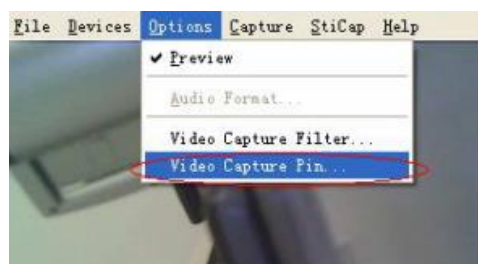 File Devices Options Capture StiCap Help
✔ Preview
Audio Format...
Video Capture Filter...
Video Capture Pin...